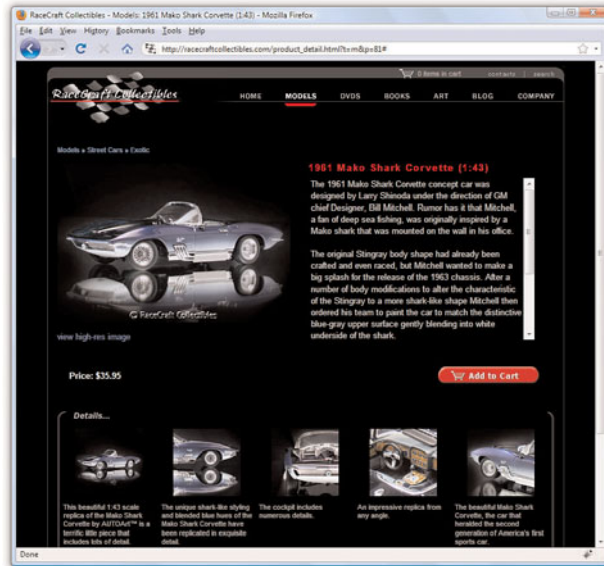 RaceCraft Collectibles - Models: 1961 Mako Shark Corvette (1:43) - Mozilla Firefox
File Edit View History Bookmarks Tools Help
http://racecraftcollectibles.com/product_detail.html?t=m&p=81#
0 items in cart contacts | search
RaceCraft Collectibles
HOME MODELS DVDS BOOKS ART BLOG COMPANY
Models » Street Cars » Exotic
1961 Mako Shark Corvette (1:43)
The 1961 Mako Shark Corvette concept car was
designed by Larry Shinoda under the direction of GM
chief Designer, Bill Mitchell. Rumor has it that Mitchell,
a fan of deep sea fishing, was originally inspired by a
Mako shark that was mounted on the wall in his office.
The original Stingray body shape had already been
crafted and even raced, but Mitchell wanted to make a
big splash for the release of the 1963 chassis. After a
number of body modifications to alter the characteristic
of the Stingray to a more shark-like shape Mitchell then
ordered his team to paint the car to match the distinctive
blue-gray upper surface gently blending into white
underside of the shark.
© RaceCraft Collectibles
view high-res image
Price: $35.95
Add to Cart
Details...
This beautiful 1:43 scale
replica of the Mako Shark
Corvette by AUTOArt™ is a
terrific little piece that
includes lots of detail.
The unique shark-like styling
and blended blue hues of the
Mako Shark Corvette have
been replicated in exquisite
detail.
The cockpit includes
numerous details.
An impressive replica from
any angle.
The beautiful Mako Shark
Corvette, the car that
heralded the second
generation of America's first
sports car.
Done